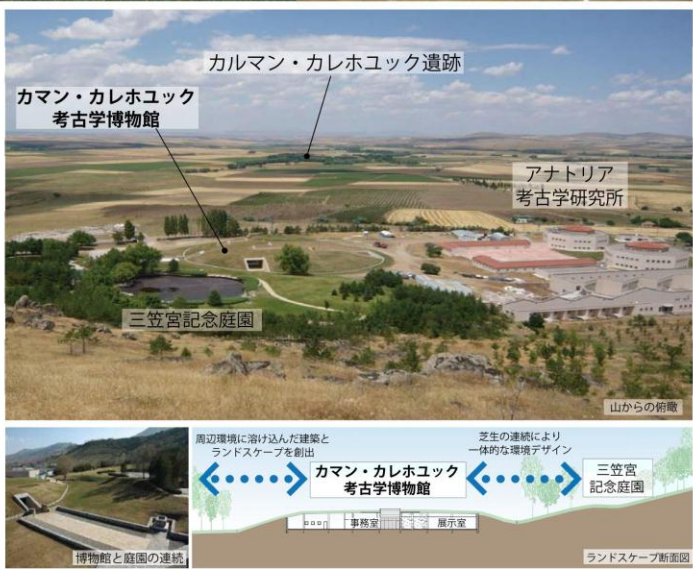 カルマン・カレホユック遺跡
カマン・カレホユック
考古学博物館
アナトリア
考古学研究所
三笠宮記念庭園
山からの俯瞰
博物館と庭園の連続
周辺環境に溶け込んだ建築と
ランドスケープを創出
カマン・カレホユック
考古学博物館
芝生の連続により
一体的な環境デザイン
三笠宮
記念庭園
事務室
展示室
ランドスケープ断面図